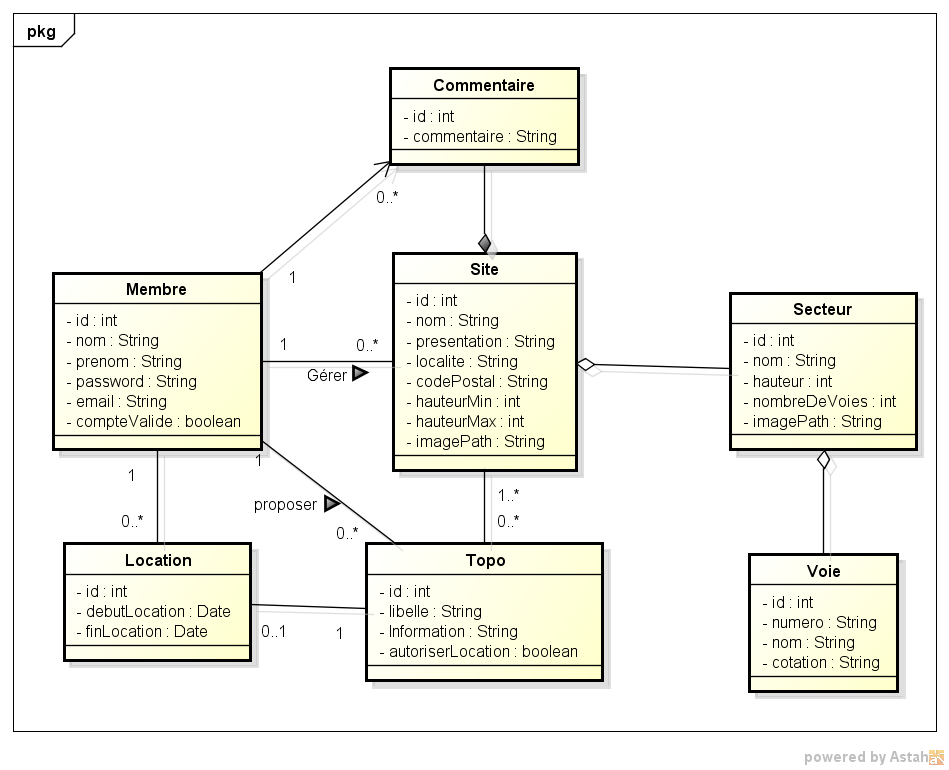 pkg
Commentaire
- id : int
- commentaire : String
0..*
1
Membre
- id : int
- nom : String
- prenom : String
- password : String
- email : String
- compteValide : boolean
1
0..*
Gérer
Site
- id : int
- nom : String
- presentation : String
- localite : String
- codePostal : String
- hauteurMin : int
- hauteurMax : int
- imagePath : String
Secteur
- id : int
- nom : String
- hauteur : int
- nombreDeVoies : int
- imagePath : String
1
0..*
1
proposer
0..*
1..*
0..*
Location
- id : int
- debutLocation : Date
- finLocation : Date
0..1
1
Topo
- id : int
- libelle : String
- Information : String
- autoriserLocation : boolean
Voie
- id : int
- numero : String
- nom : String
- cotation : String
powered by Astah